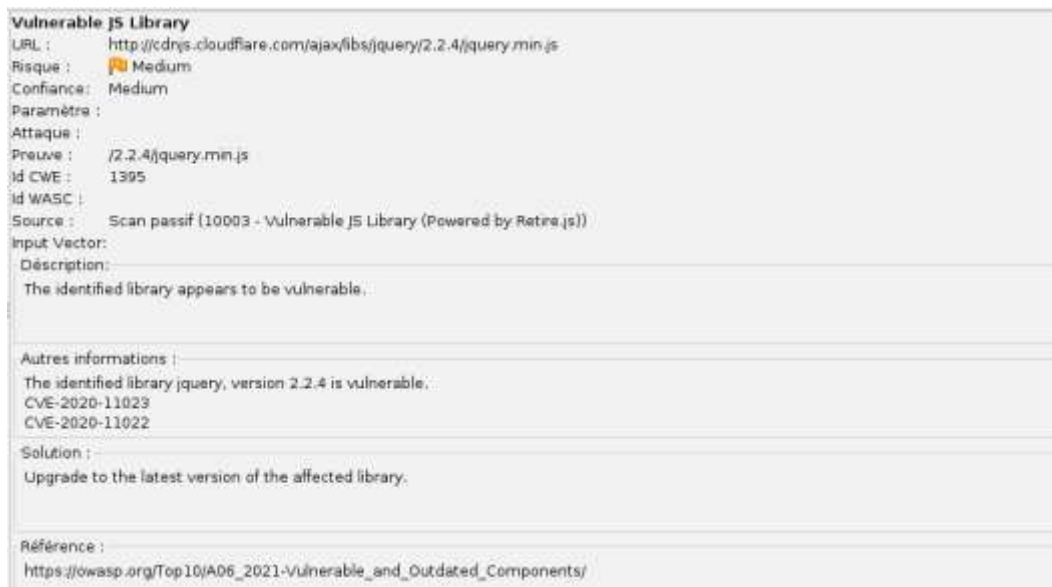 Vulnerable JS Library
URL : http://cdnjs.cloudflare.com/ajax/libs/jquery/2.2.4/jquery.min.js
Risque : Medium
Confiance: Medium
Paramètre :
Attaque :
Preuve : /2.2.4/jquery.min.js
Id CWE : 1395
Id WASC :
Source : Scan passif (10003 - Vulnerable JS Library (Powered by Retire.js))
Input Vector:
Déscription:
The identified library appears to be vulnerable.
Autres informations :
The identified library jquery, version 2.2.4 is vulnerable.
CVE-2020-11023
CVE-2020-11022
Solution :
Upgrade to the latest version of the affected library.
Référence :
https://owasp.org/Top10/A06_2021-Vulnerable_and_Outdated_Components/